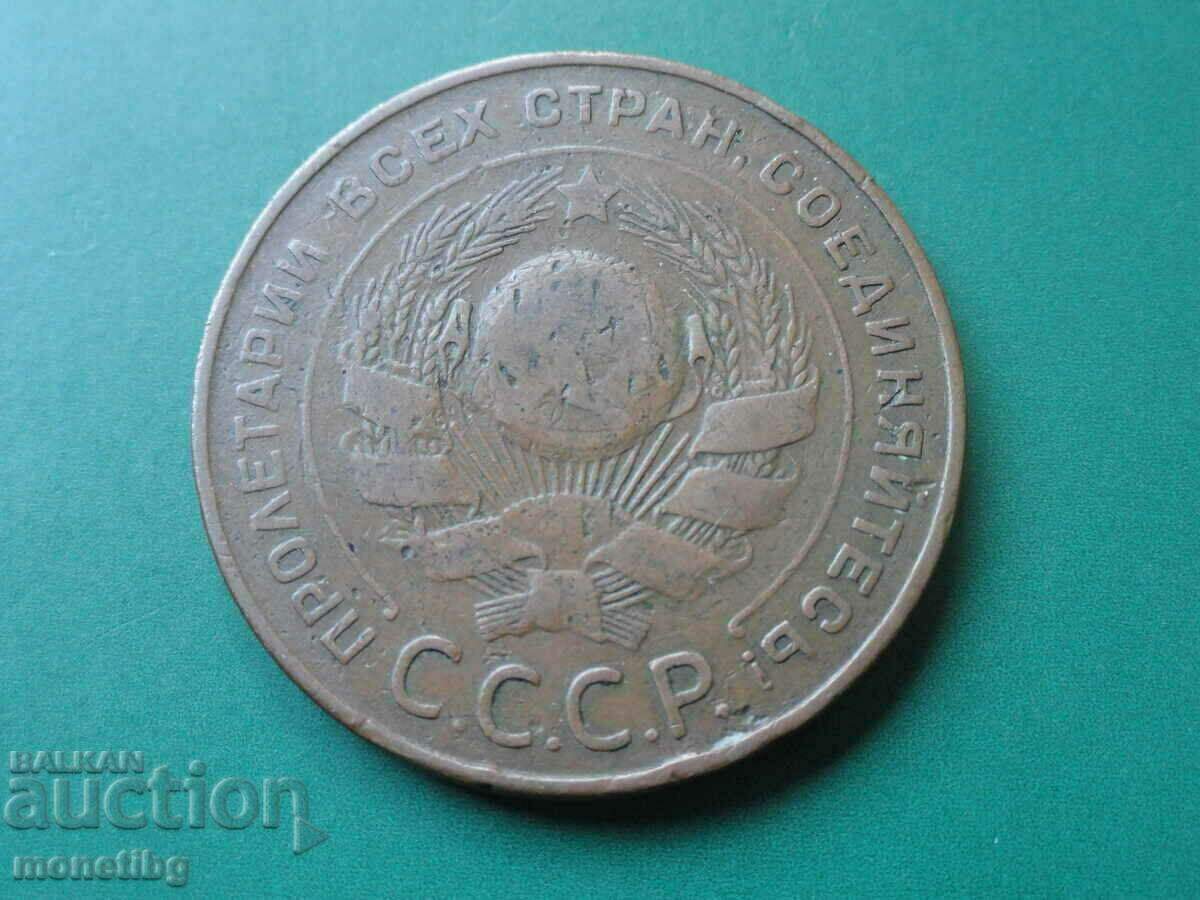 ПРОЛЕТАРИИ ВСЕХ СТРАН, СОЕДИНЯЙТЕСЬ!
С.С.С.Р.
BALKAN
auction
monetibg